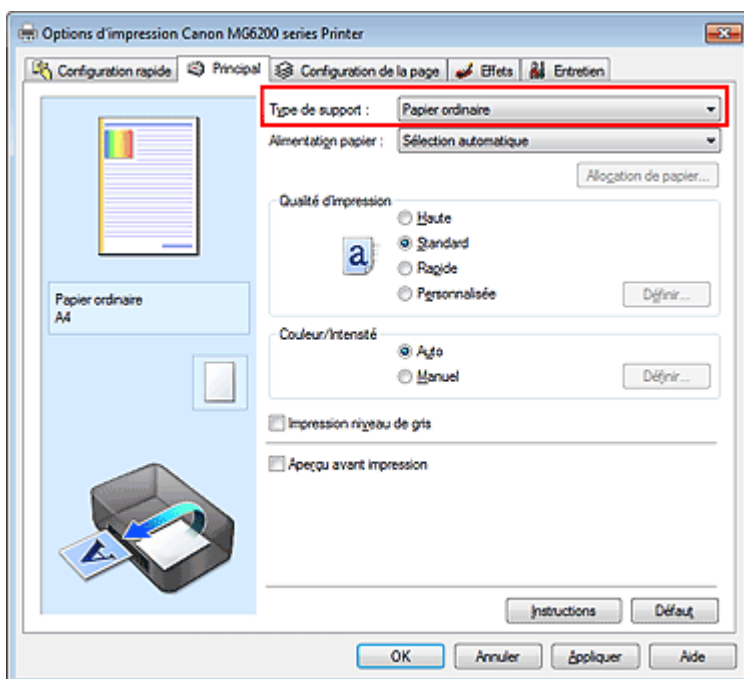 Options d'impression Canon MG6200 series Printer
Configuration rapide Principal Configuration de la page Effets Entretien
Type de support : Papier ordinaire
Alimentation papier : Sélection automatique
Allocation de papier...
Qualité d'impression
Haute
a Standard
Rapide
Personnalisée Définir...
Papier ordinaire
A4
Couleur/Intensité
Auto
Manuel Définir...
Impression niveau de gris
Aperçu avant impression
A
Instructions Défaut
OK Annuler Appliquer Aide